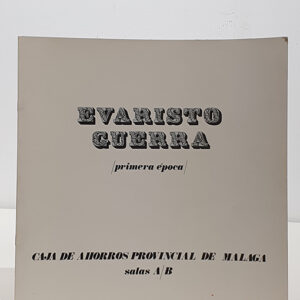 EVARISTO
GUERRA
/primera época/
CAJA DE AHORROS PROVINCIAL DE MALAGA
salas A/B